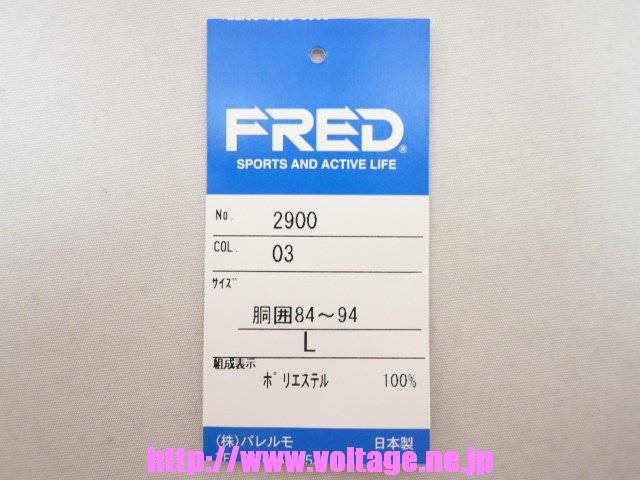 FRED®
SPORTS AND ACTIVE LIFE
No. 2900
COL. 03
サイズ
胴囲84～94
L
組成表示
ポリエステル 100%
(株)パレルモ 日本製
http://www.voltage.ne.jp